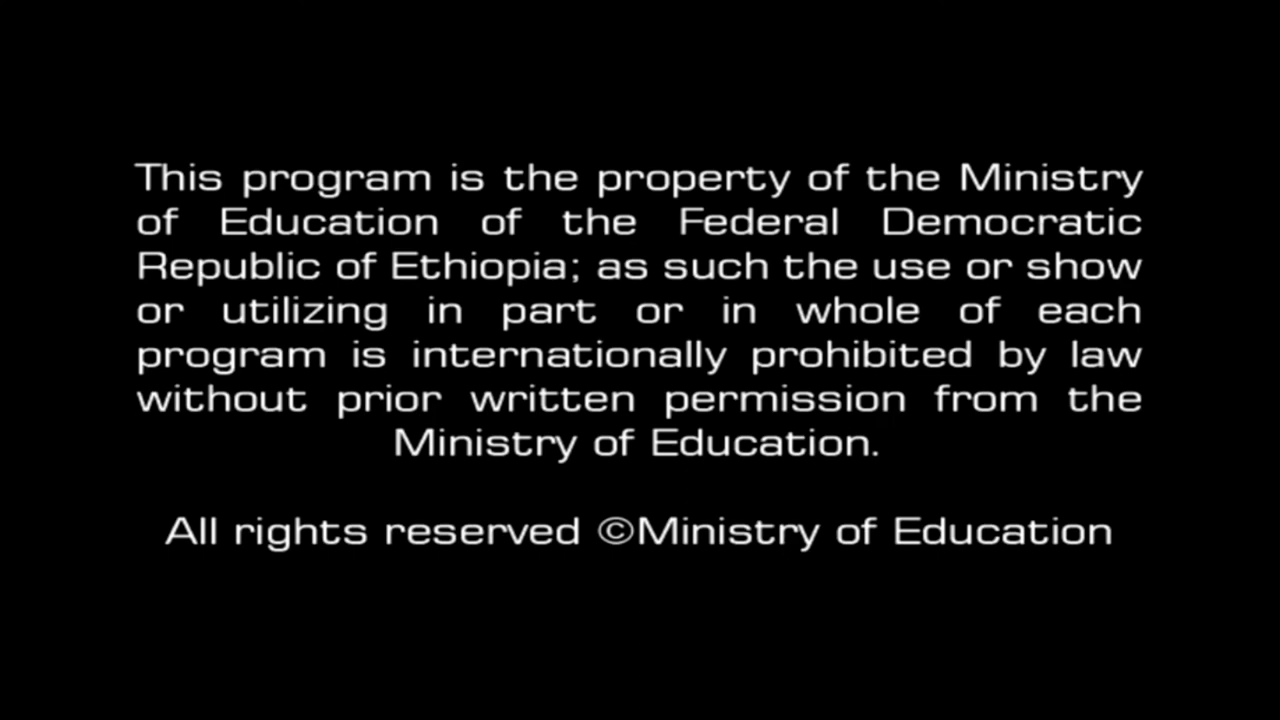 This program is the property of the Ministry
of Education of the Federal Democratic
Republic of Ethiopia; as such the use or show
or utilizing in part or in whole of each
program is internationally prohibited by law
without prior written permission from the
Ministry of Education.
All rights reserved ©Ministry of Education